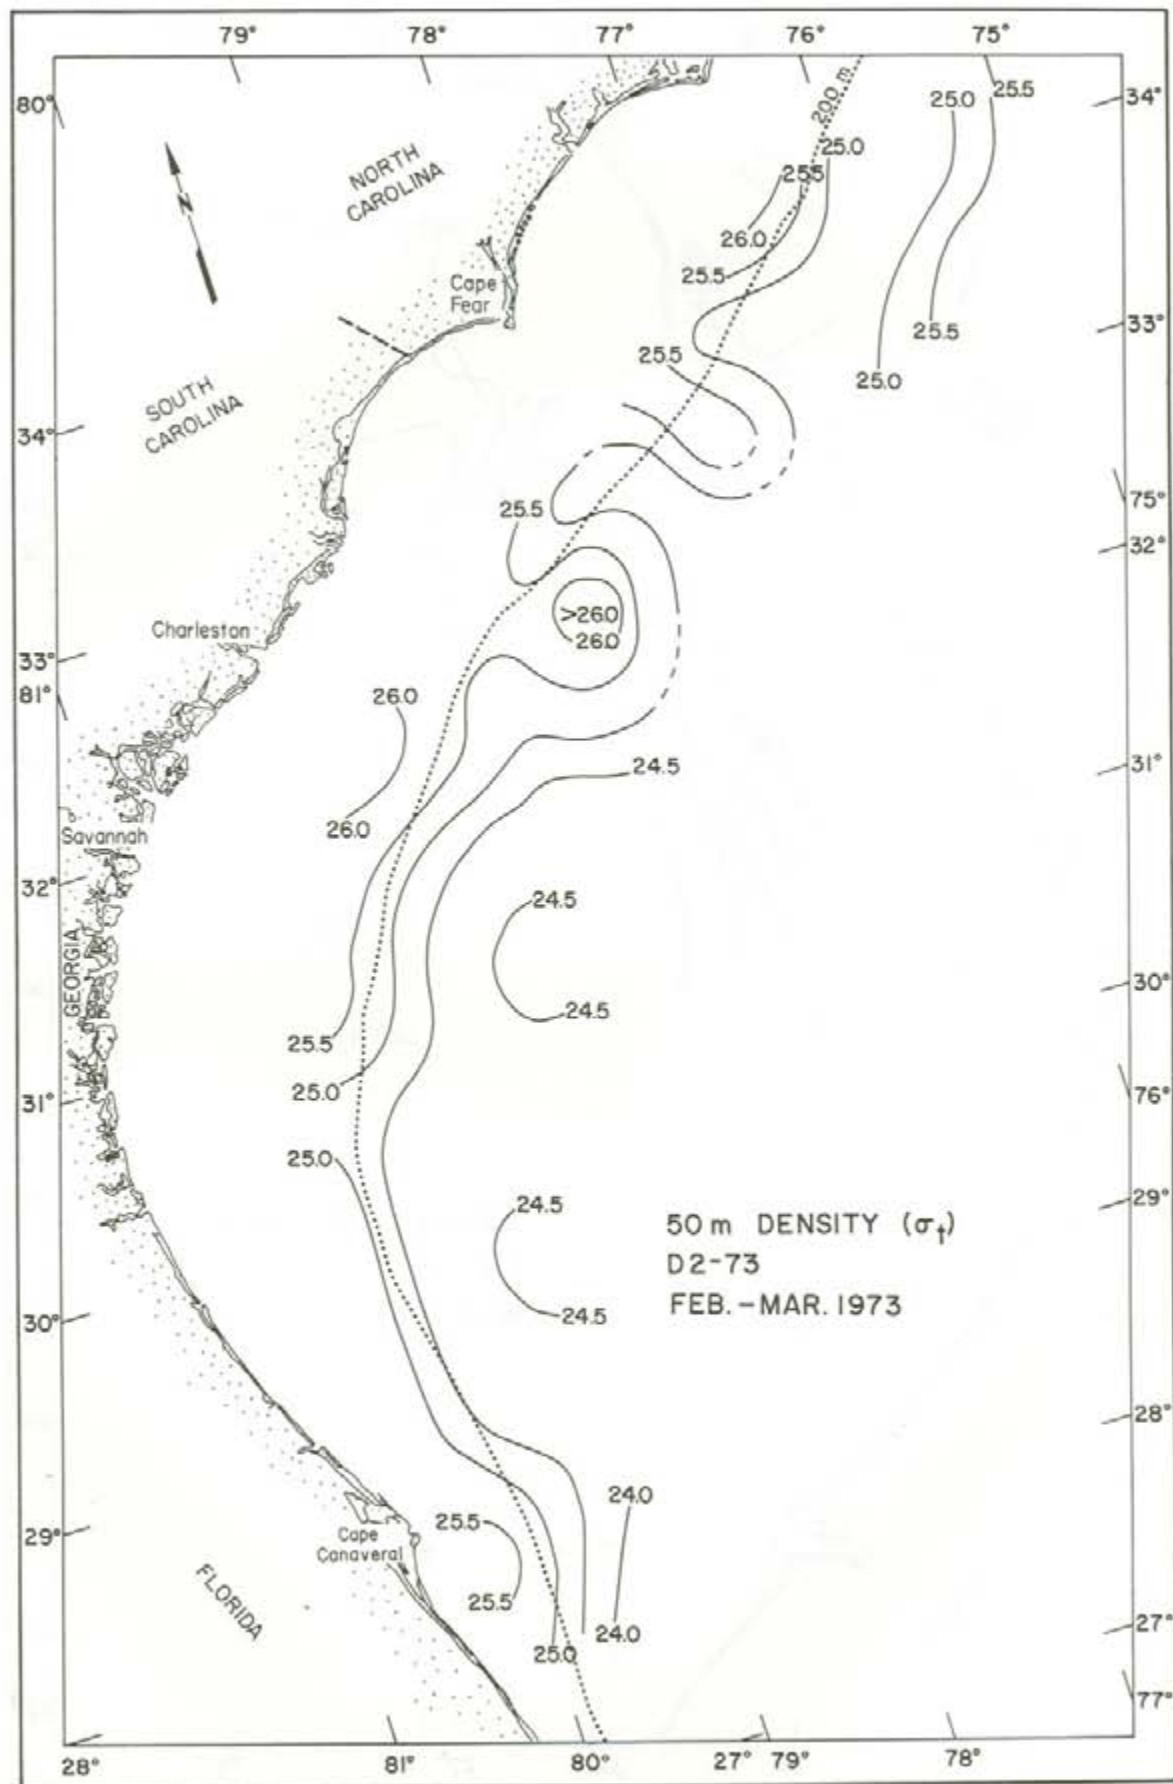 79° 78° 77° 76° 75°
80°
200 m
25.0 25.5
34°
N
NORTH
CAROLINA
25.0
25.5
26.0
25.5
Cape
Fear
33°
25.5
25.5
25.0
SOUTH
CAROLINA
34°
75°
25.5
32°
>26.0
26.0
Charleston
33°
81°
26.0
24.5
31°
26.0
Savannah
32°
24.5
GEORGIA
30°
24.5
25.5
25.0
76°
31°
25.0
29°
24.5
50 m DENSITY (σt)
D2-73
FEB.-MAR. 1973
24.5
30°
28°
24.0
25.5
29°
Cape
Canaveral
25.5
FLORIDA
24.0
25.0
27°
77°
28° 81° 80° 27° 79° 78°